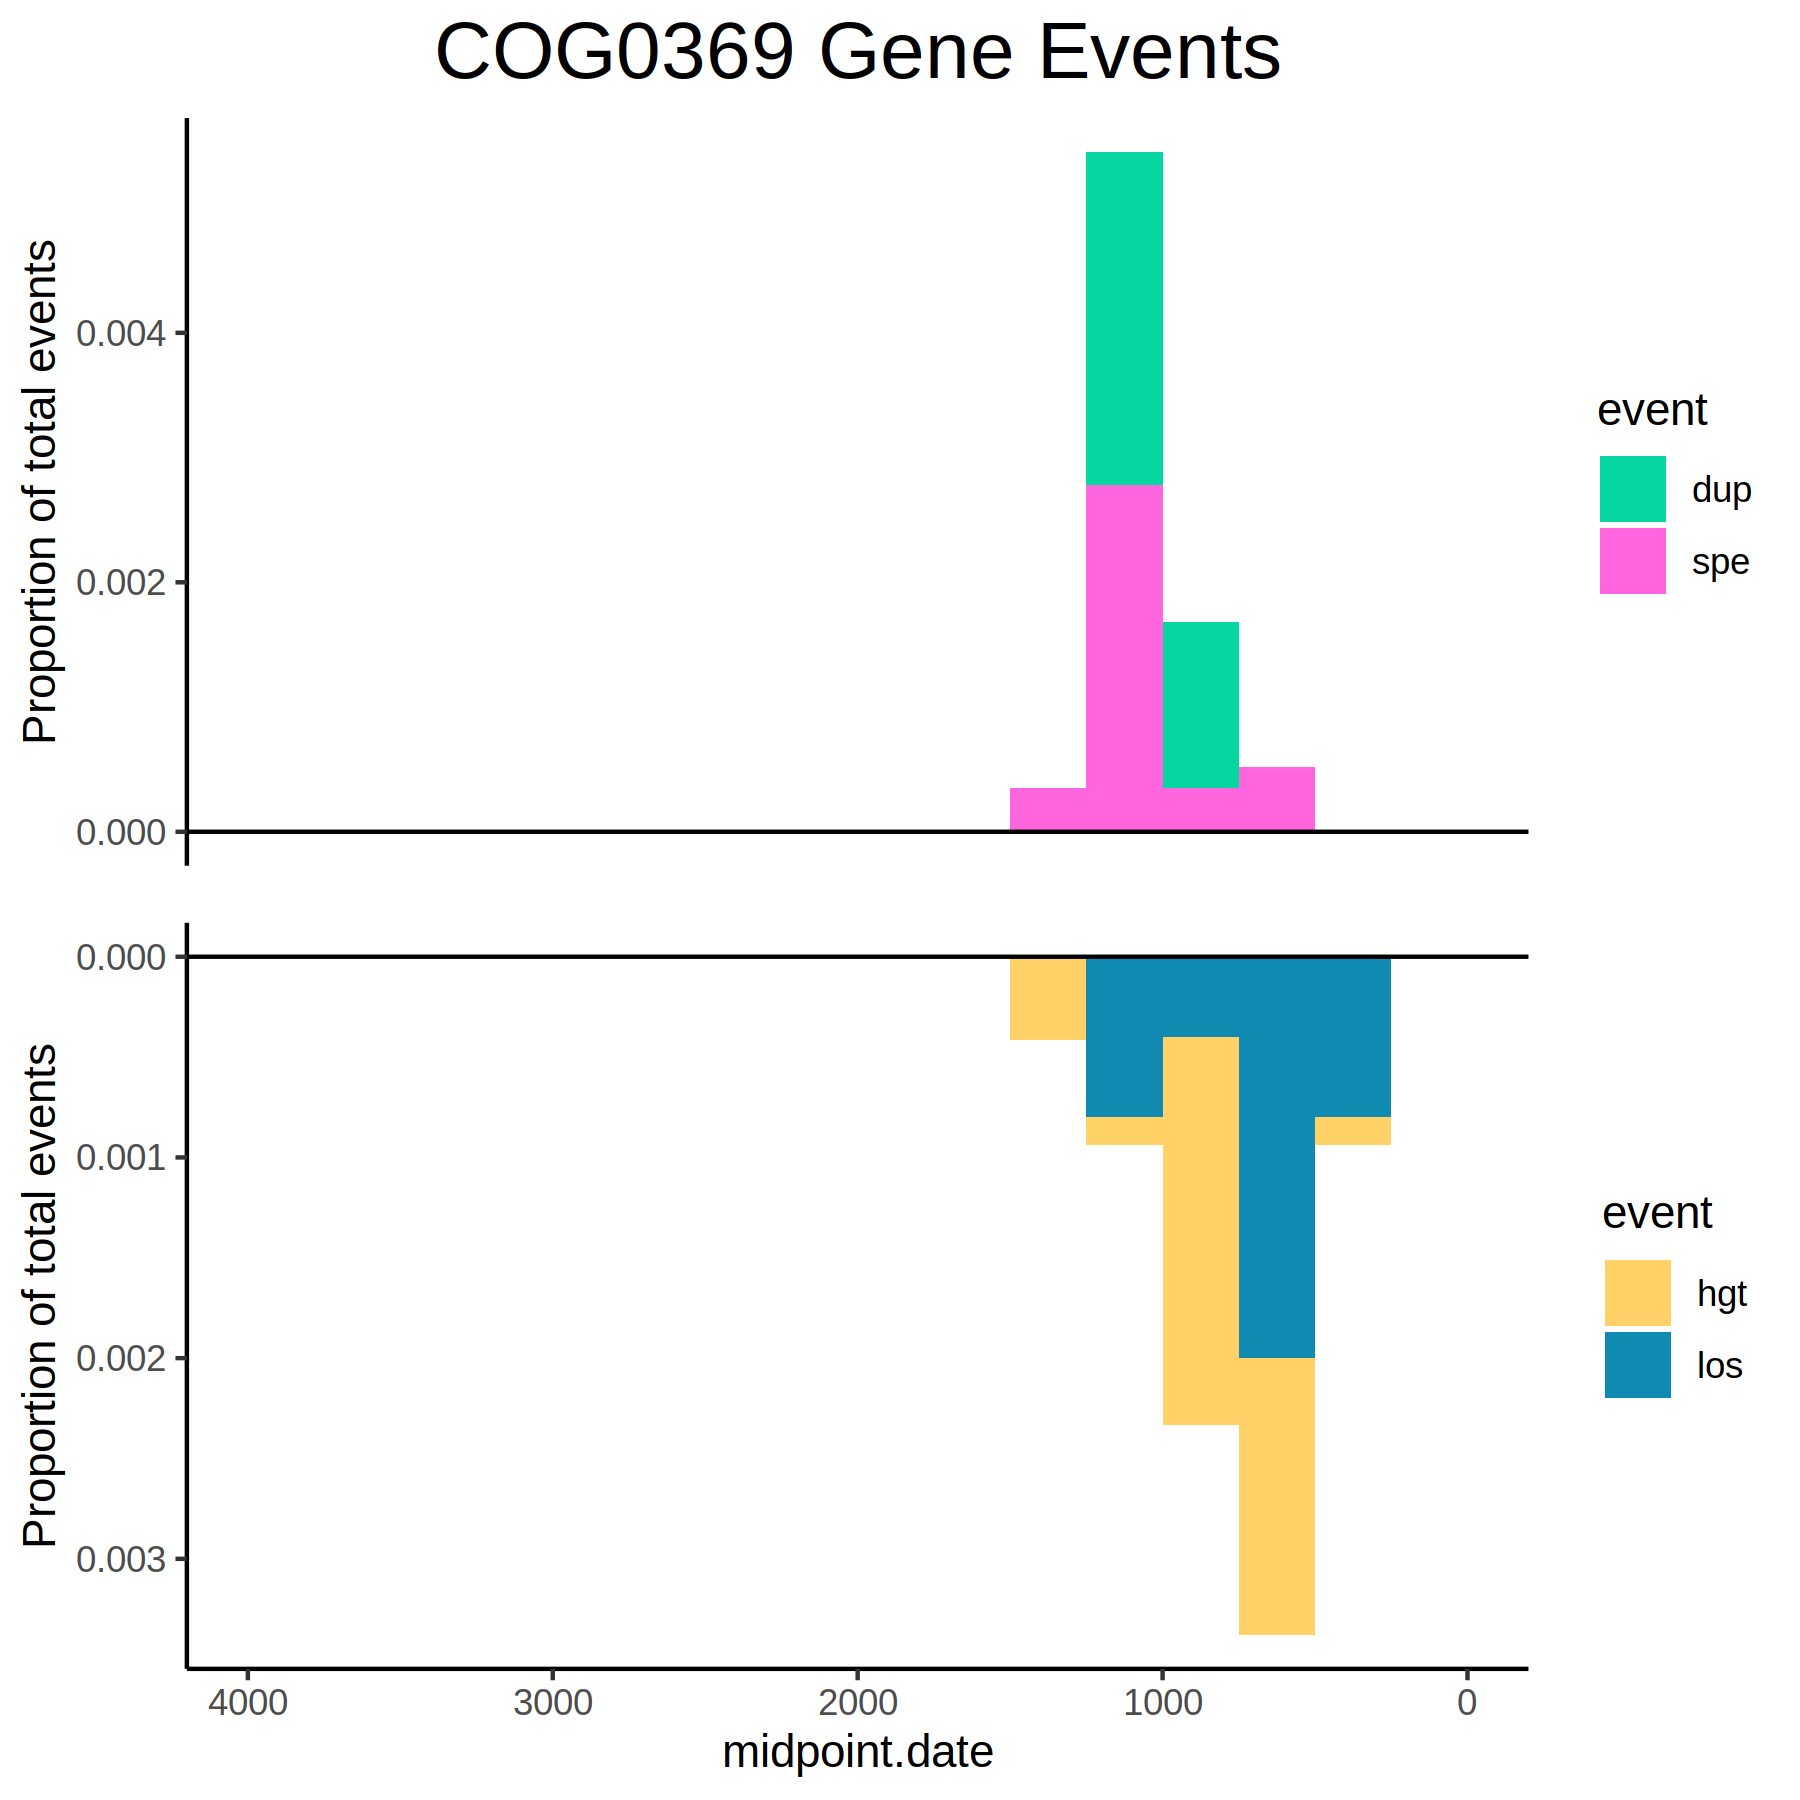 COG0369 Gene Events
Proportion of total events
0.004
0.002
0.000
event
dup
spe
Proportion of total events
0.000
0.001
0.002
0.003
event
hgt
los
4000 3000 2000 1000 0
midpoint.date